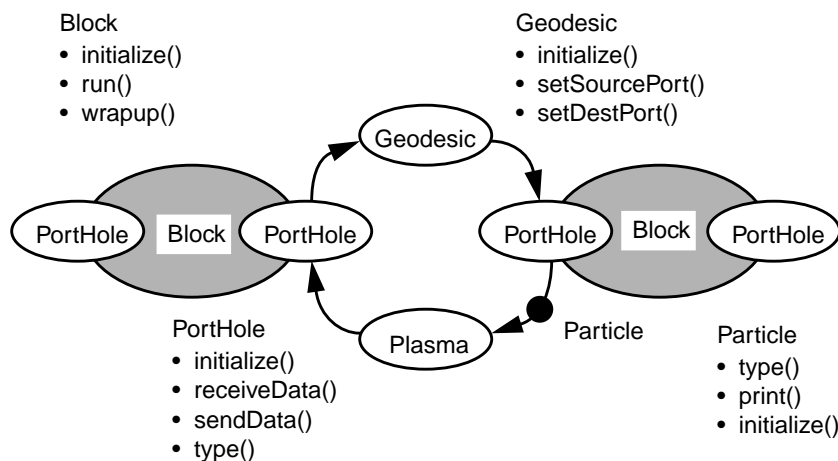 Block
• initialize()
• run()
• wrapup()
Geodesic
• initialize()
• setSourcePort()
• setDestPort()
Geodesic
PortHole
Block
PortHole
PortHole
Block
PortHole
Plasma
Particle
PortHole
• initialize()
• receiveData()
• sendData()
• type()
Particle
• type()
• print()
• initialize()